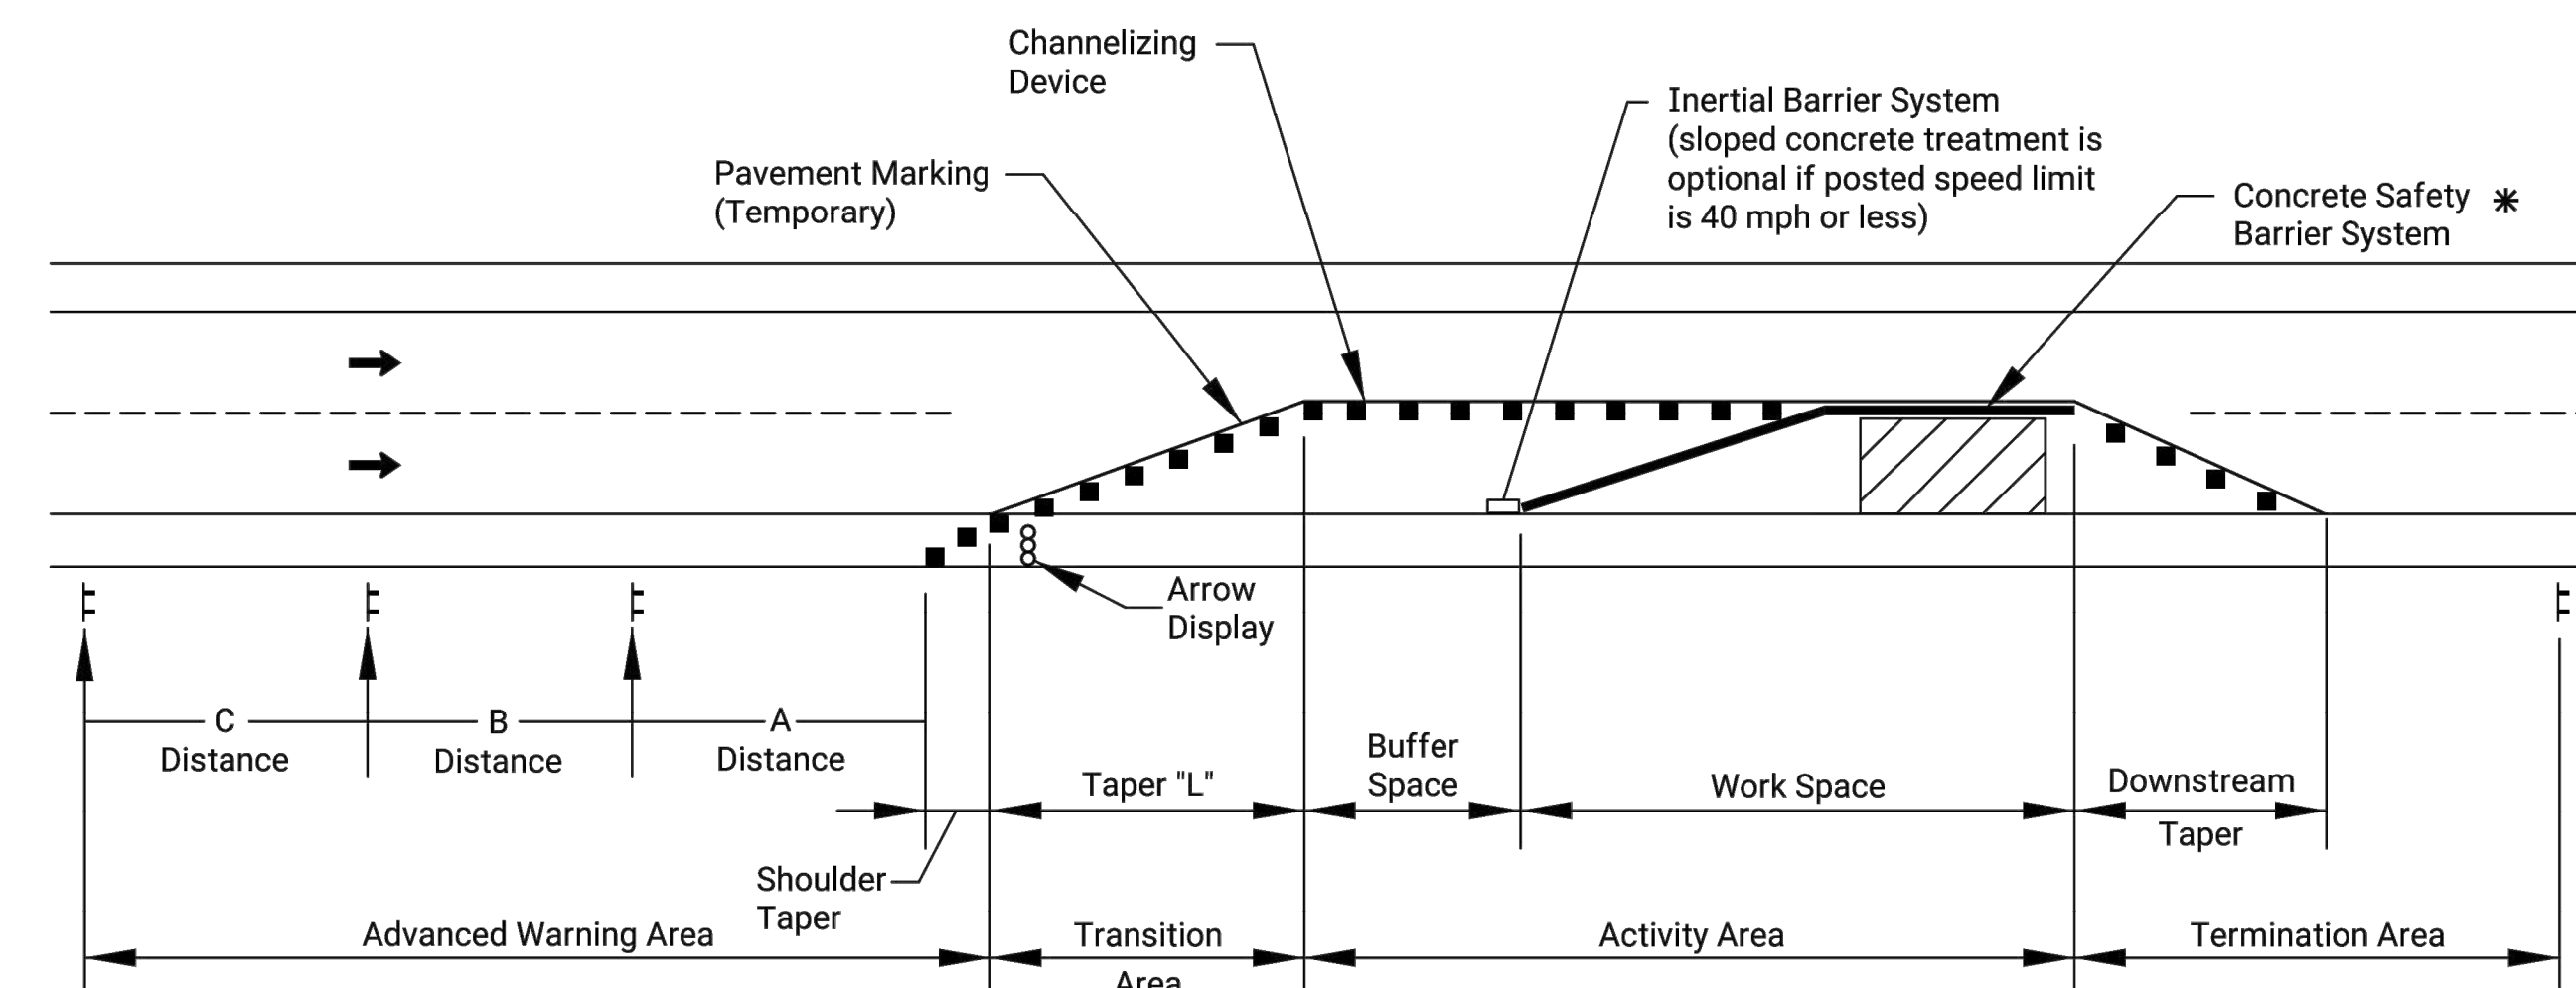 Channelizing
Device
Inertial Barrier System
(sloped concrete treatment is
optional if posted speed limit
is 40 mph or less)
Pavement Marking
(Temporary)
Concrete Safety *
Barrier System
Arrow
Display
C
Distance
B
Distance
A
Distance
Taper "L"
Buffer
Space
Work Space
Downstream
Taper
Shoulder
Taper
Advanced Warning Area
Transition
Area
Activity Area
Termination Area